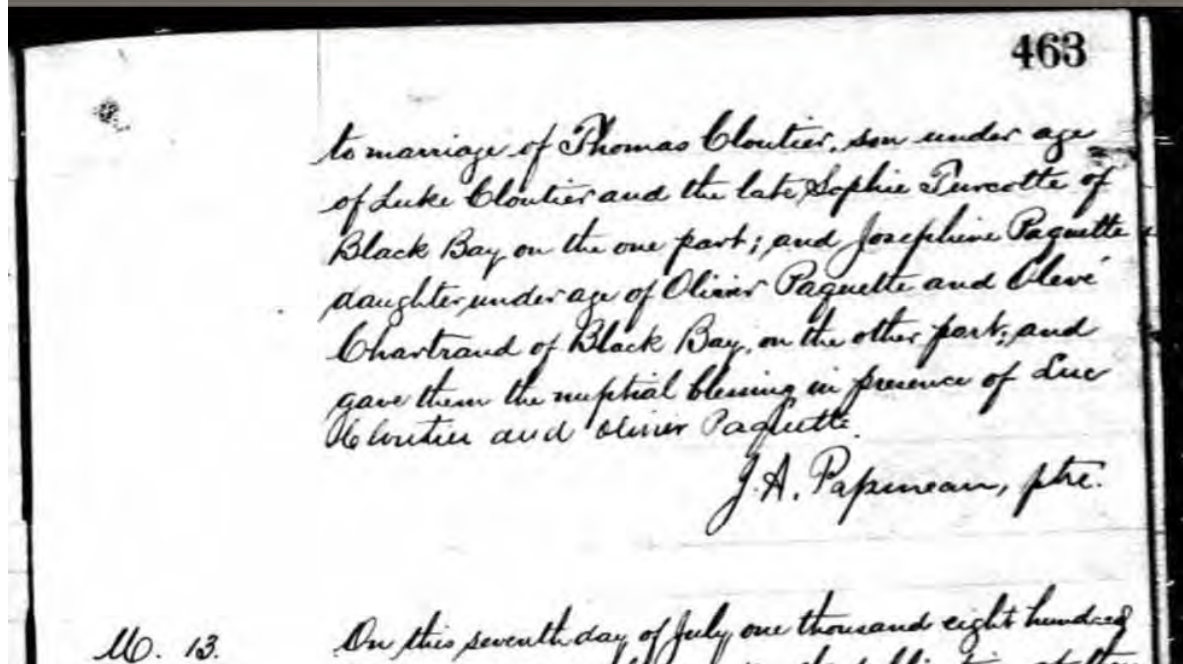 463
to marriage of Thomas Cloutier, son under age
of Luke Cloutier and the late Sophie Turcotte of
Black Bay on the one part; and Josephine Paquette
daughter under age of Olivier Paquette and Olevé
Chartrand of Black Bay, on the other part; and
gave them the nuptial blessing in presence of Luc
Cloutier and Olivier Paquette.
J. A. Papineau, ptre.
M. 13. On this seventh day of July one thousand eight hundred